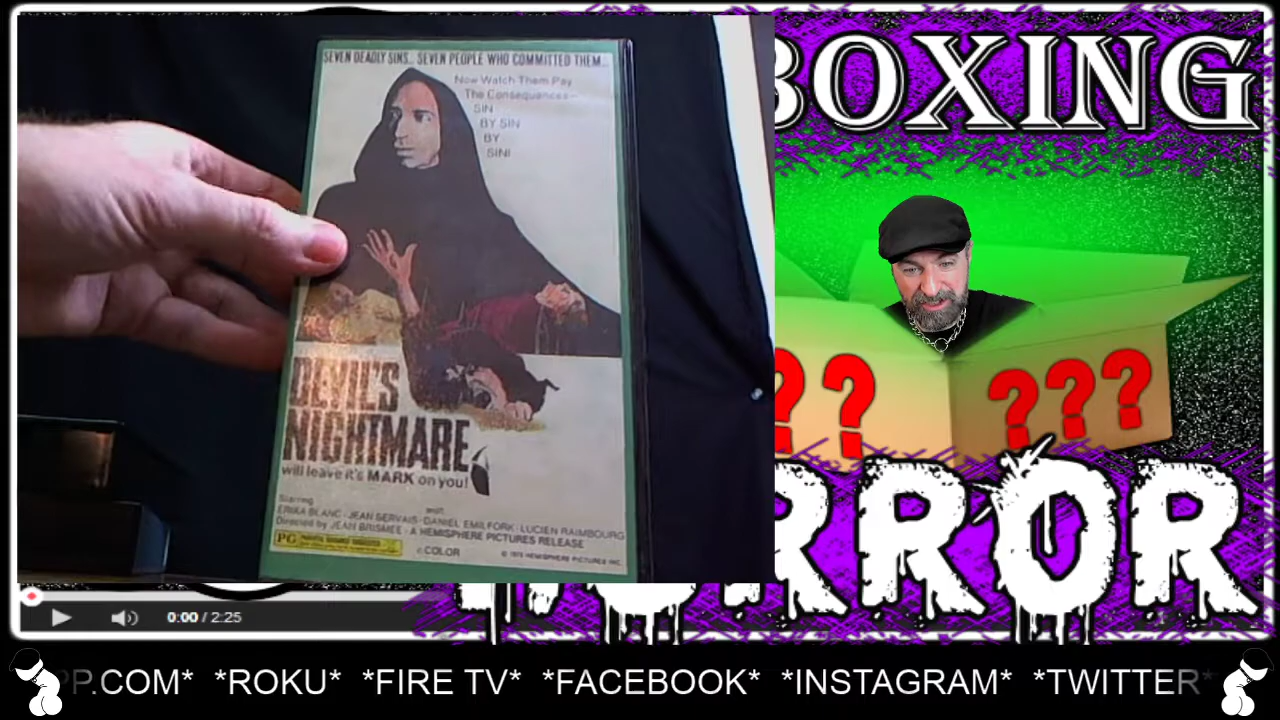 SEVEN DEADLY SINS.. SEVEN PEOPLE WHO COMMITTED THEM...
Now Watch Them Pay
The Consequences—
SIN
BY SIN
BY
SIN!
DEVIL'S
NIGHTMARE
will leave it's MARK on you!
Starring
ERIKA BLANC · JEAN SERVAIS · DANIEL EMILFORK · LUCIEN RAIMBOURG
with
Directed by JEAN BRISMEE · A HEMISPHERE PICTURES RELEASE
PG
COLOR
HEMISPHERE PICTURES INC.
BOXING
?? ???
RROR
0:00 / 2:25
P.COM* *ROKU* *FIRE TV* *FACEBOOK* *INSTAGRAM* *TWITTER*